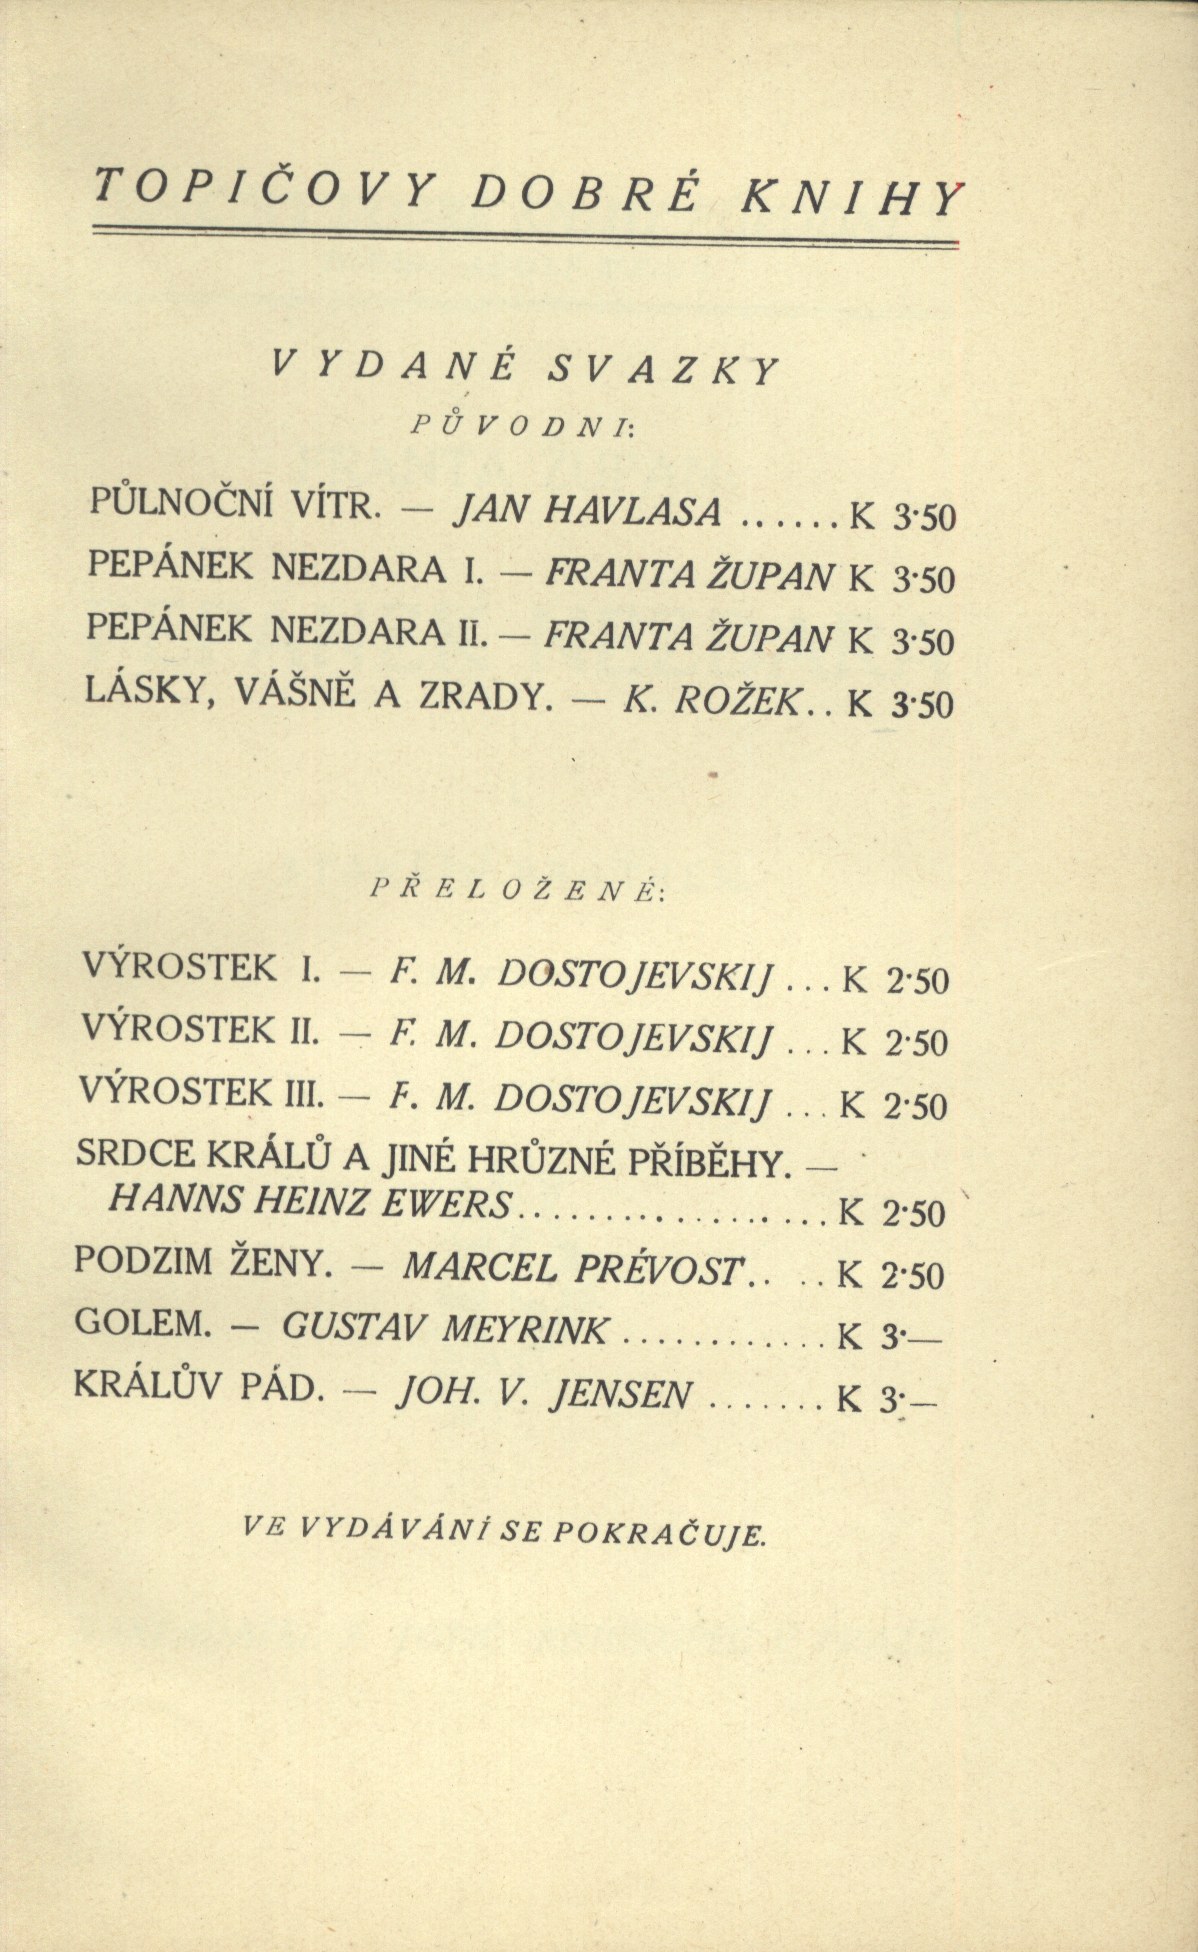 TOPIČOVY DOBRÉ KNIHY
VYDANÉ SVAZKY
PŮVODNI:
PŮLNOČNÍ VÍTR. — JAN HAVLASA ...... K 3·50
PEPÁNEK NEZDARA I. — FRANTA ŽUPAN K 3·50
PEPÁNEK NEZDARA II. — FRANTA ŽUPAN K 3·50
LÁSKY, VÁŠNĚ A ZRADY. — K. ROŽEK.. K 3·50
PŘELOŽENÉ:
VÝROSTEK I. — F. M. DOSTOJEVSKIJ ... K 2·50
VÝROSTEK II. — F. M. DOSTOJEVSKIJ ... K 2·50
VÝROSTEK III. — F. M. DOSTOJEVSKIJ ... K 2·50
SRDCE KRÁLŮ A JINÉ HRŮZNÉ PŘÍBĚHY. —
HANNS HEINZ EWERS.................. K 2·50
PODZIM ŽENY. — MARCEL PRÉVOST.. .. K 2·50
GOLEM. — GUSTAV MEYRINK ............ K 3·—
KRÁLŮV PÁD. — JOH. V. JENSEN ....... K 3·—
VE VYDÁVÁNÍ SE POKRAČUJE.